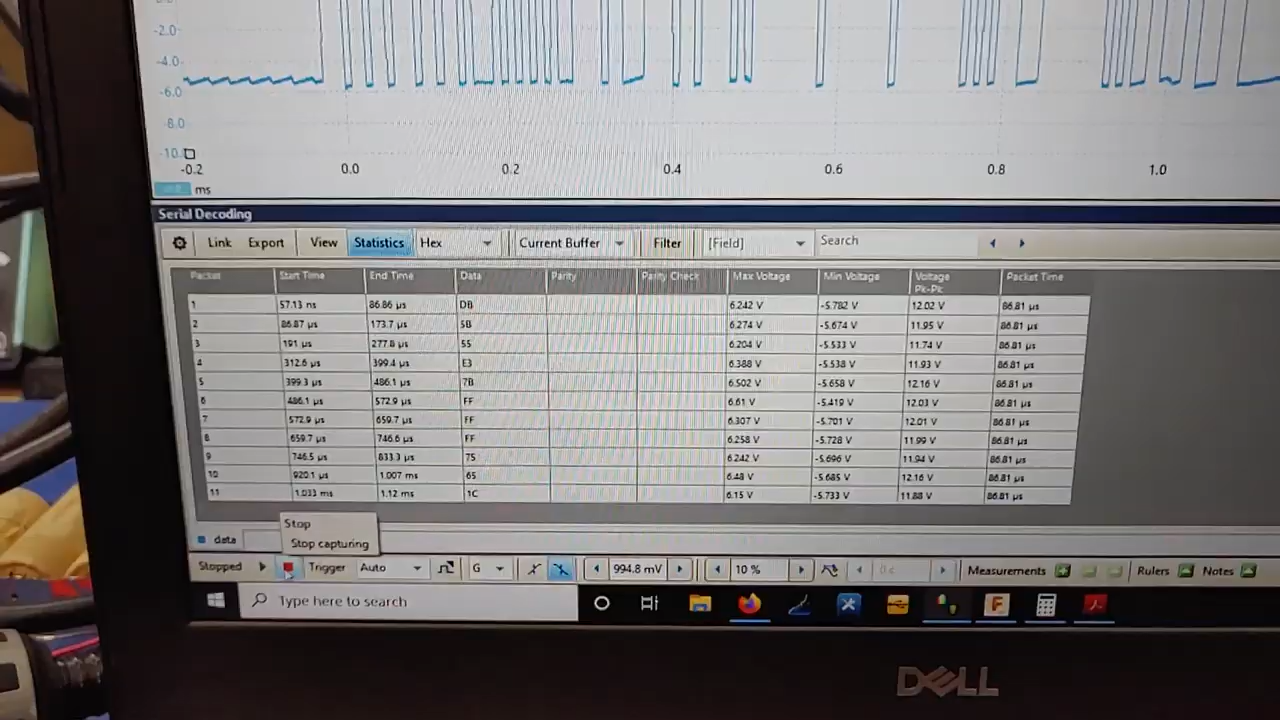 -2.0
-4.0
-6.0
-8.0
-10.
-0.2 0.0 0.2 0.4 0.6 0.8 1.0
ms
Serial Decoding
Link Export View Statistics Hex Current Buffer Filter [Field] Search
Packet Start Time End Time Data Parity Parity Check Max Voltage Min Voltage Voltage Pk-Pk Packet Time
1 57.13 ns 86.86 µs DB 6.242 V -5.782 V 12.02 V 86.81 µs
2 86.87 µs 173.7 µs 5B 6.274 V -5.674 V 11.95 V 86.81 µs
3 191 µs 277.8 µs 55 6.204 V -5.533 V 11.74 V 86.81 µs
4 312.6 µs 399.4 µs E3 6.388 V -5.538 V 11.93 V 86.81 µs
5 399.3 µs 486.1 µs 7B 6.502 V -5.658 V 12.16 V 86.81 µs
6 486.1 µs 572.9 µs FF 6.61 V -5.419 V 12.03 V 86.81 µs
7 572.9 µs 659.7 µs FF 6.307 V -5.701 V 12.01 V 86.81 µs
8 659.7 µs 746.6 µs FF 6.258 V -5.728 V 11.99 V 86.81 µs
9 746.5 µs 833.3 µs 75 6.242 V -5.696 V 11.94 V 86.81 µs
10 920.1 µs 1.007 ms 65 6.48 V -5.685 V 12.16 V 86.81 µs
11 1.033 ms 1.12 ms 1C 6.15 V -5.733 V 11.88 V 86.81 µs
Stop
data
Stop capturing
Stopped Trigger Auto G 994.8 mV 10 % Measurements Rulers Notes
Type here to search
DELL